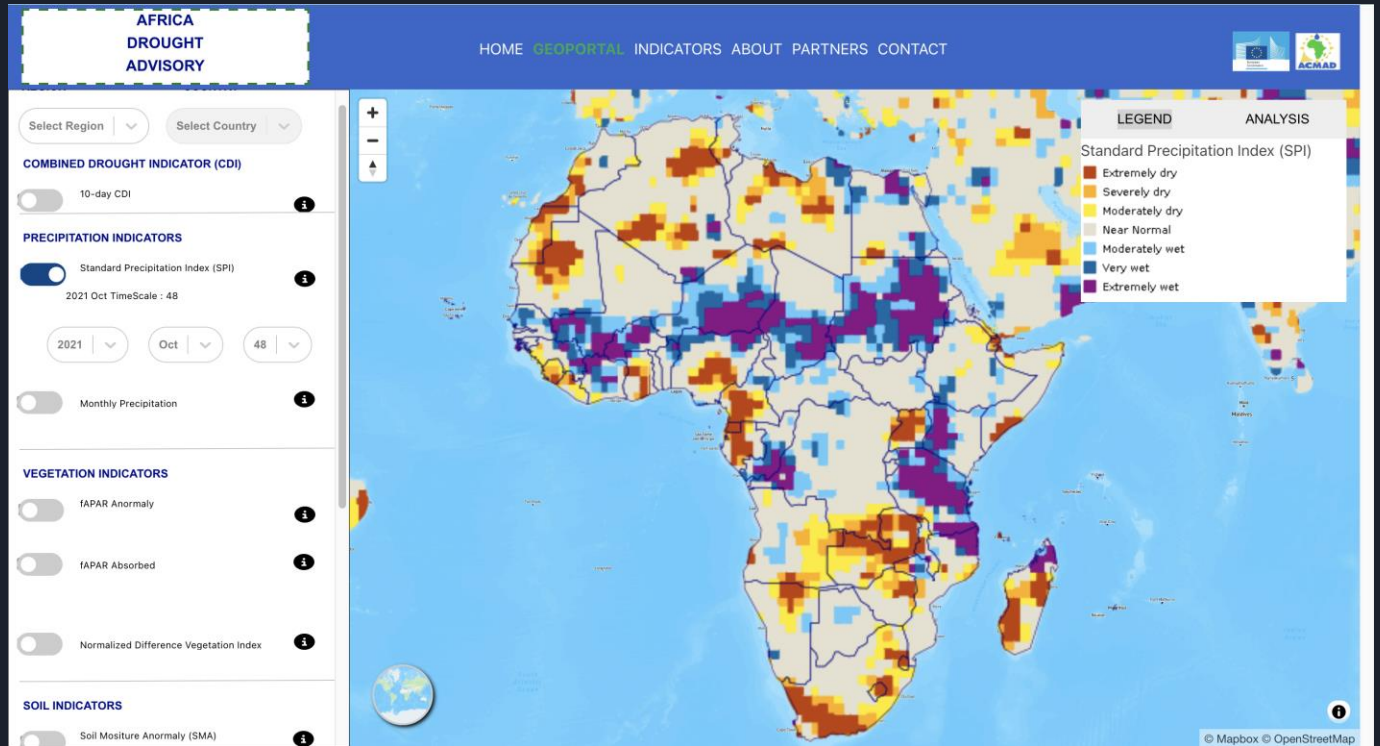 AFRICA
DROUGHT
ADVISORY
HOME GEOPORTAL INDICATORS ABOUT PARTNERS CONTACT
ACMAD
Select Region
Select Country
COMBINED DROUGHT INDICATOR (CDI)
10-day CDI
PRECIPITATION INDICATORS
Standard Precipitation Index (SPI)
2021 Oct TimeScale : 48
2021
Oct
48
Monthly Precipitation
VEGETATION INDICATORS
fAPAR Anormaly
fAPAR Absorbed
Normalized Difference Vegetation Index
SOIL INDICATORS
Soil Mositure Anormaly (SMA)
LEGEND
ANALYSIS
Standard Precipitation Index (SPI)
Extremely dry
Severely dry
Moderately dry
Near Normal
Moderately wet
Very wet
Extremely wet
© Mapbox © OpenStreetMap